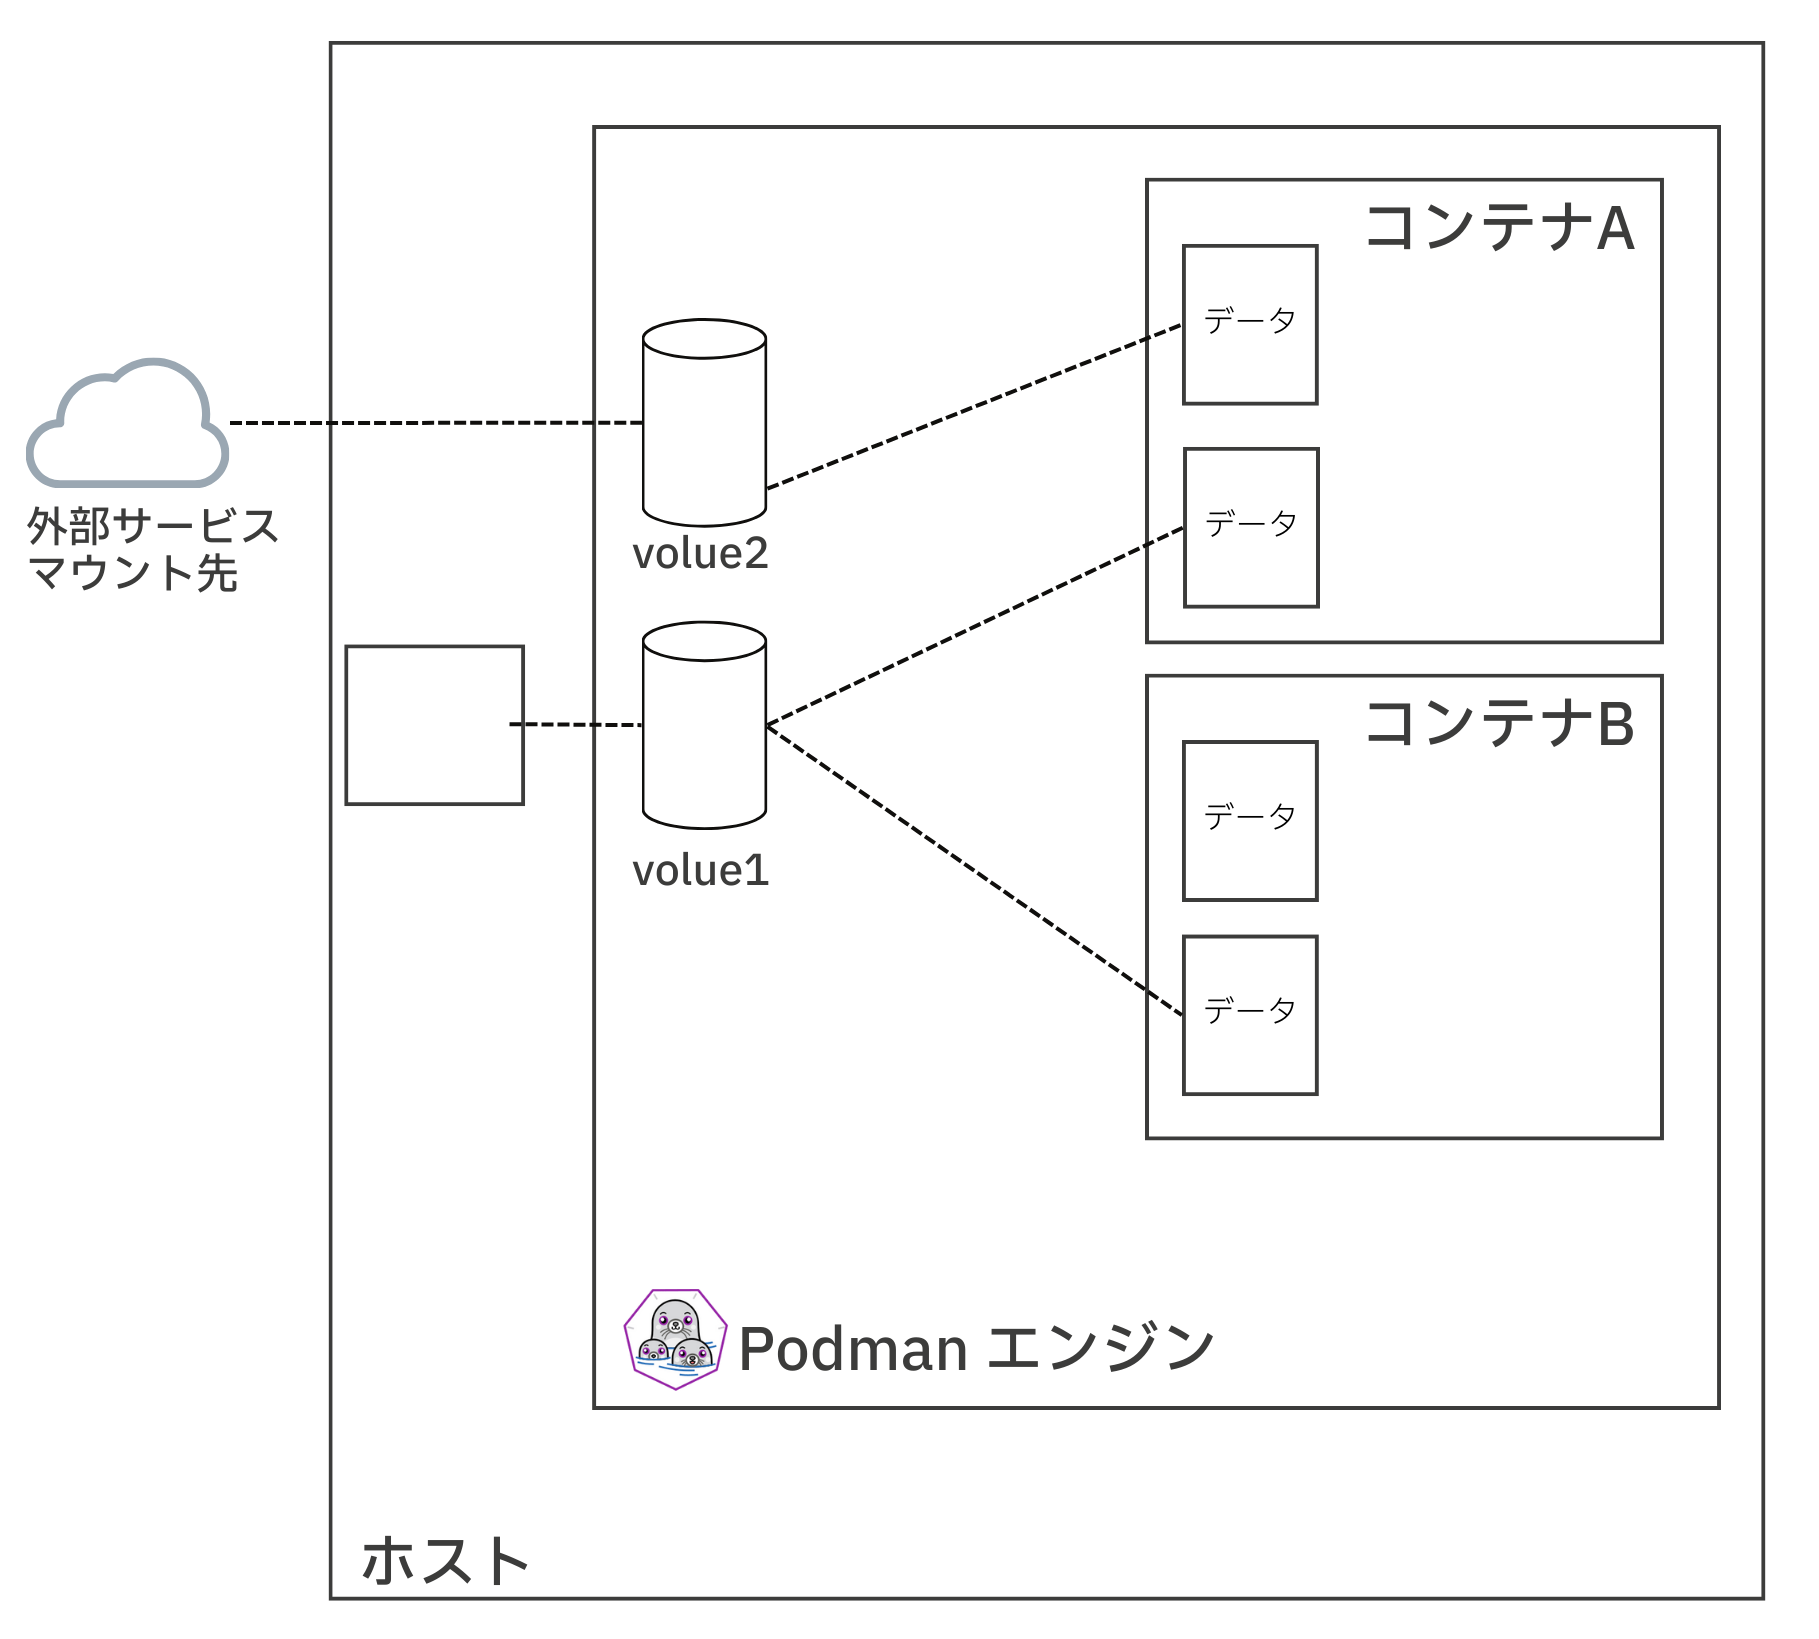 コンテナA
データ
データ
volue2
外部サービス
マウント先
volue1
コンテナB
データ
データ
Podman エンジン
ホスト